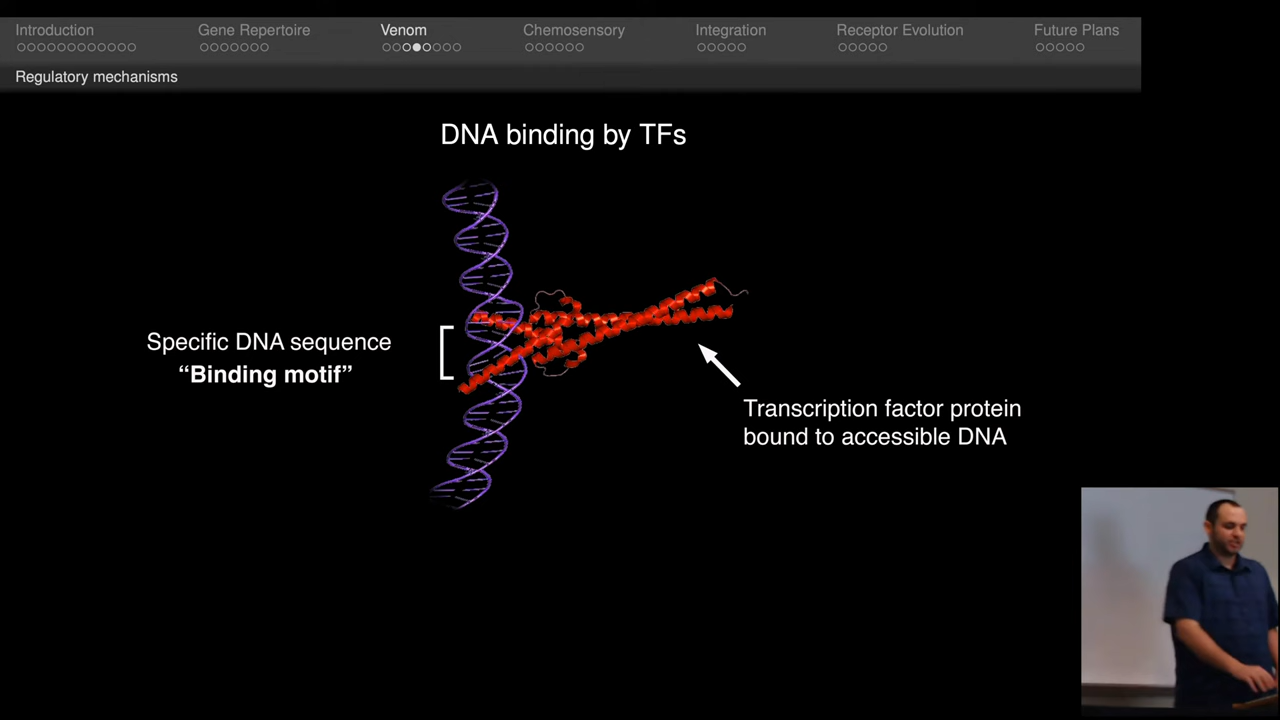 Introduction
Gene Repertoire
Venom
Chemosensory
Integration
Receptor Evolution
Future Plans
Regulatory mechanisms
DNA binding by TFs
Specific DNA sequence
“Binding motif”
Transcription factor protein
bound to accessible DNA